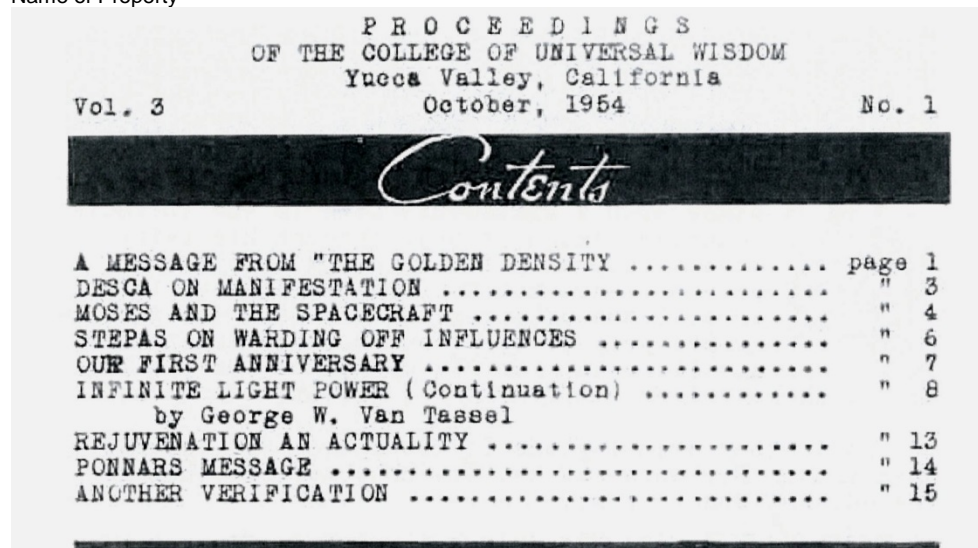 Name of Property
PROCEEDINGS
OF THE COLLEGE OF UNIVERSAL WISDOM
Yucca Valley, California
Vol. 3 October, 1954 No. 1
Contents
A MESSAGE FROM "THE GOLDEN DENSITY ............. page 1
DESCA ON MANIFESTATION ......................... " 3
MOSES AND THE SPACECRAFT ....................... " 4
STEPAS ON WARDING OFF INFLUENCES ............... " 6
OUR FIRST ANNIVERSARY .......................... " 7
INFINITE LIGHT POWER (Continuation) ............ " 8
by George W. Van Tassel
REJUVENATION AN ACTUALITY ...................... " 13
PONNARS MESSAGE ................................ " 14
ANOTHER VERIFICATION ........................... " 15